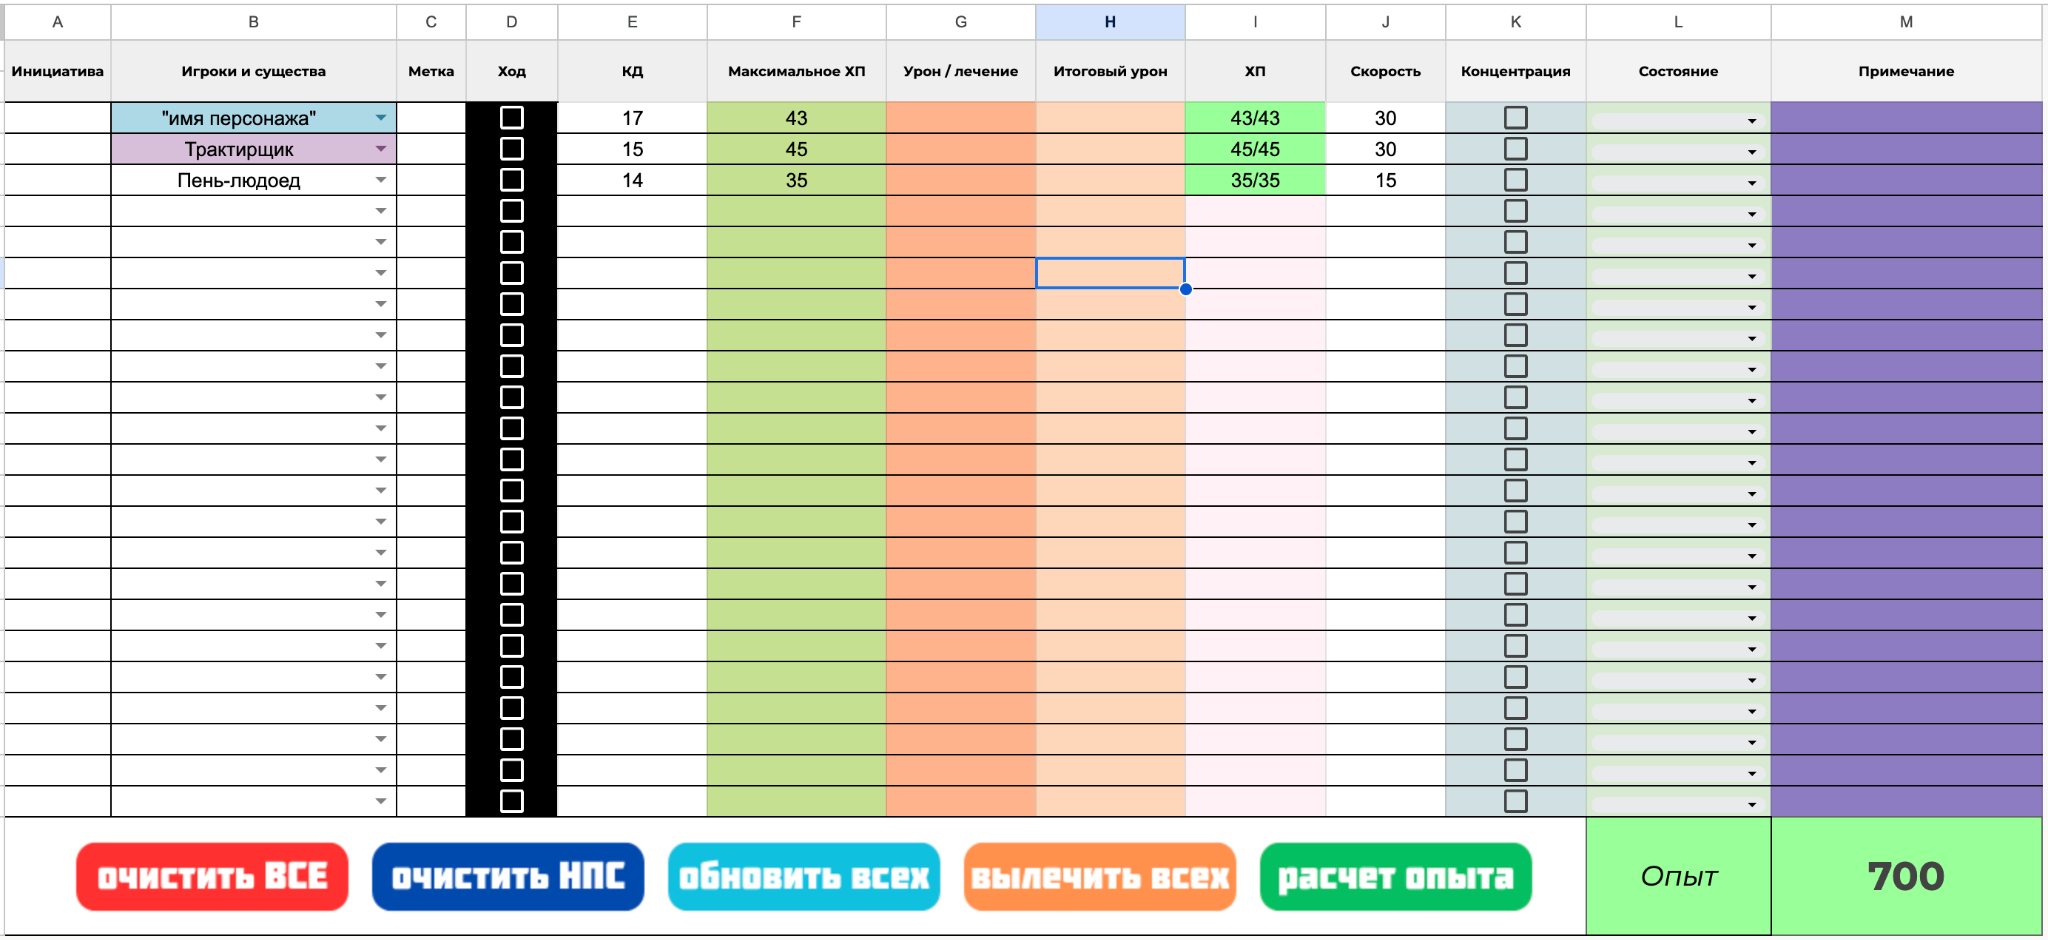 A B C D E F G H I J K L M
Инициатива Игроки и существа Метка Ход КД Максимальное ХП Урон / лечение Итоговый урон ХП Скорость Концентрация Состояние Примечание
"имя персонажа" 17 43 43/43 30
Трактирщик 15 45 45/45 30
Пень-людоед 14 35 35/35 15
очистить ВСЕ очистить НПС обновить всех вылечить всех расчет опыта Опыт 700